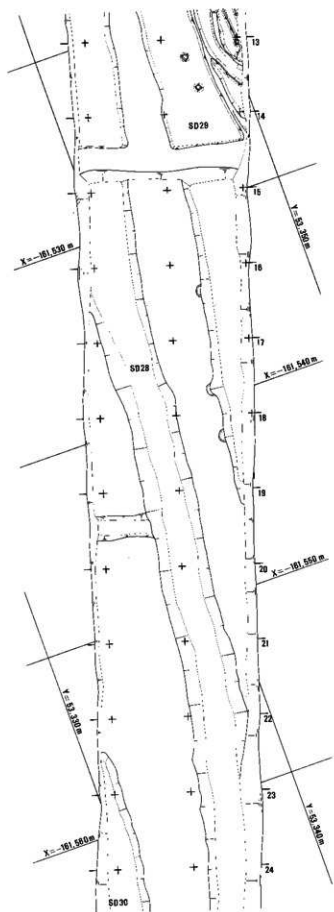 13
14
SD29
15
Y=53,350m
X=-161,530m
16
17
X=-161,540m
SD28
18
19
20
X=-161,550m
21
Y=53,330m
22
Y=53,340m
23
X=-161,560m
24
SD30